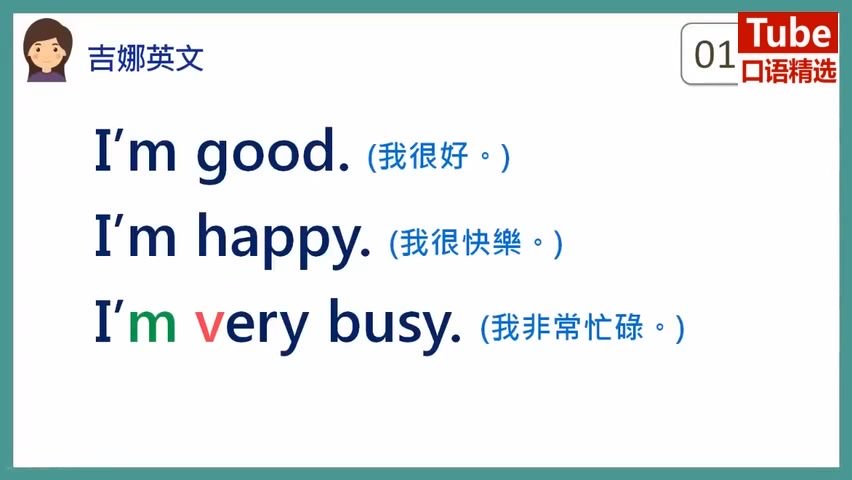 吉娜英文
01
Tube
口语精选
I'm good. (我很好。)
I'm happy. (我很快樂。)
I'm very busy. (我非常忙碌。)